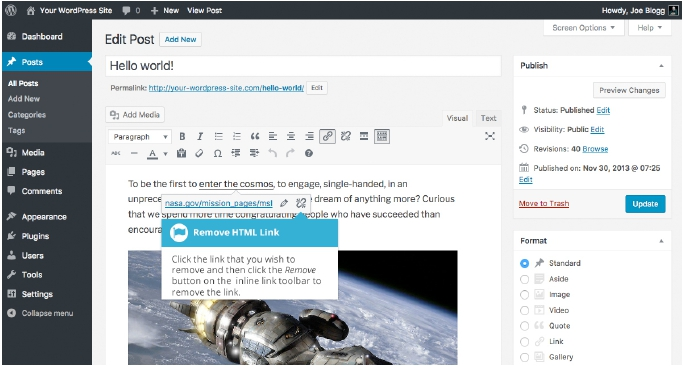 Your WordPress Site 0 + New View Post Howdy, Joe Blogg
Dashboard
Posts
All Posts
Add New
Categories
Tags
Media
Pages
Comments
Appearance
Plugins
Users
Tools
Settings
Collapse menu
Screen Options Help
Edit Post Add New
Hello world!
Permalink: http://your-wordpress-site.com/hello-world/ Edit
Add Media
Visual Text
Paragraph B I
ABC A
To be the first to enter the cosmos, to engage, single-handed, in an
unprece dream of anything more? Curious
nasa.gov/mission_pages/msl
that we spend more time congratulating people who have succeeded than
encoura
Remove HTML Link
Click the link that you wish to
remove and then click the Remove
button on the inline link toolbar to
remove the link.
Publish
Preview Changes
Status: Published Edit
Visibility: Public Edit
Revisions: 40 Browse
Published on: Nov 30, 2013 @ 07:25
Edit
Move to Trash Update
Format
Standard
Aside
Image
Video
Quote
Link
Gallery